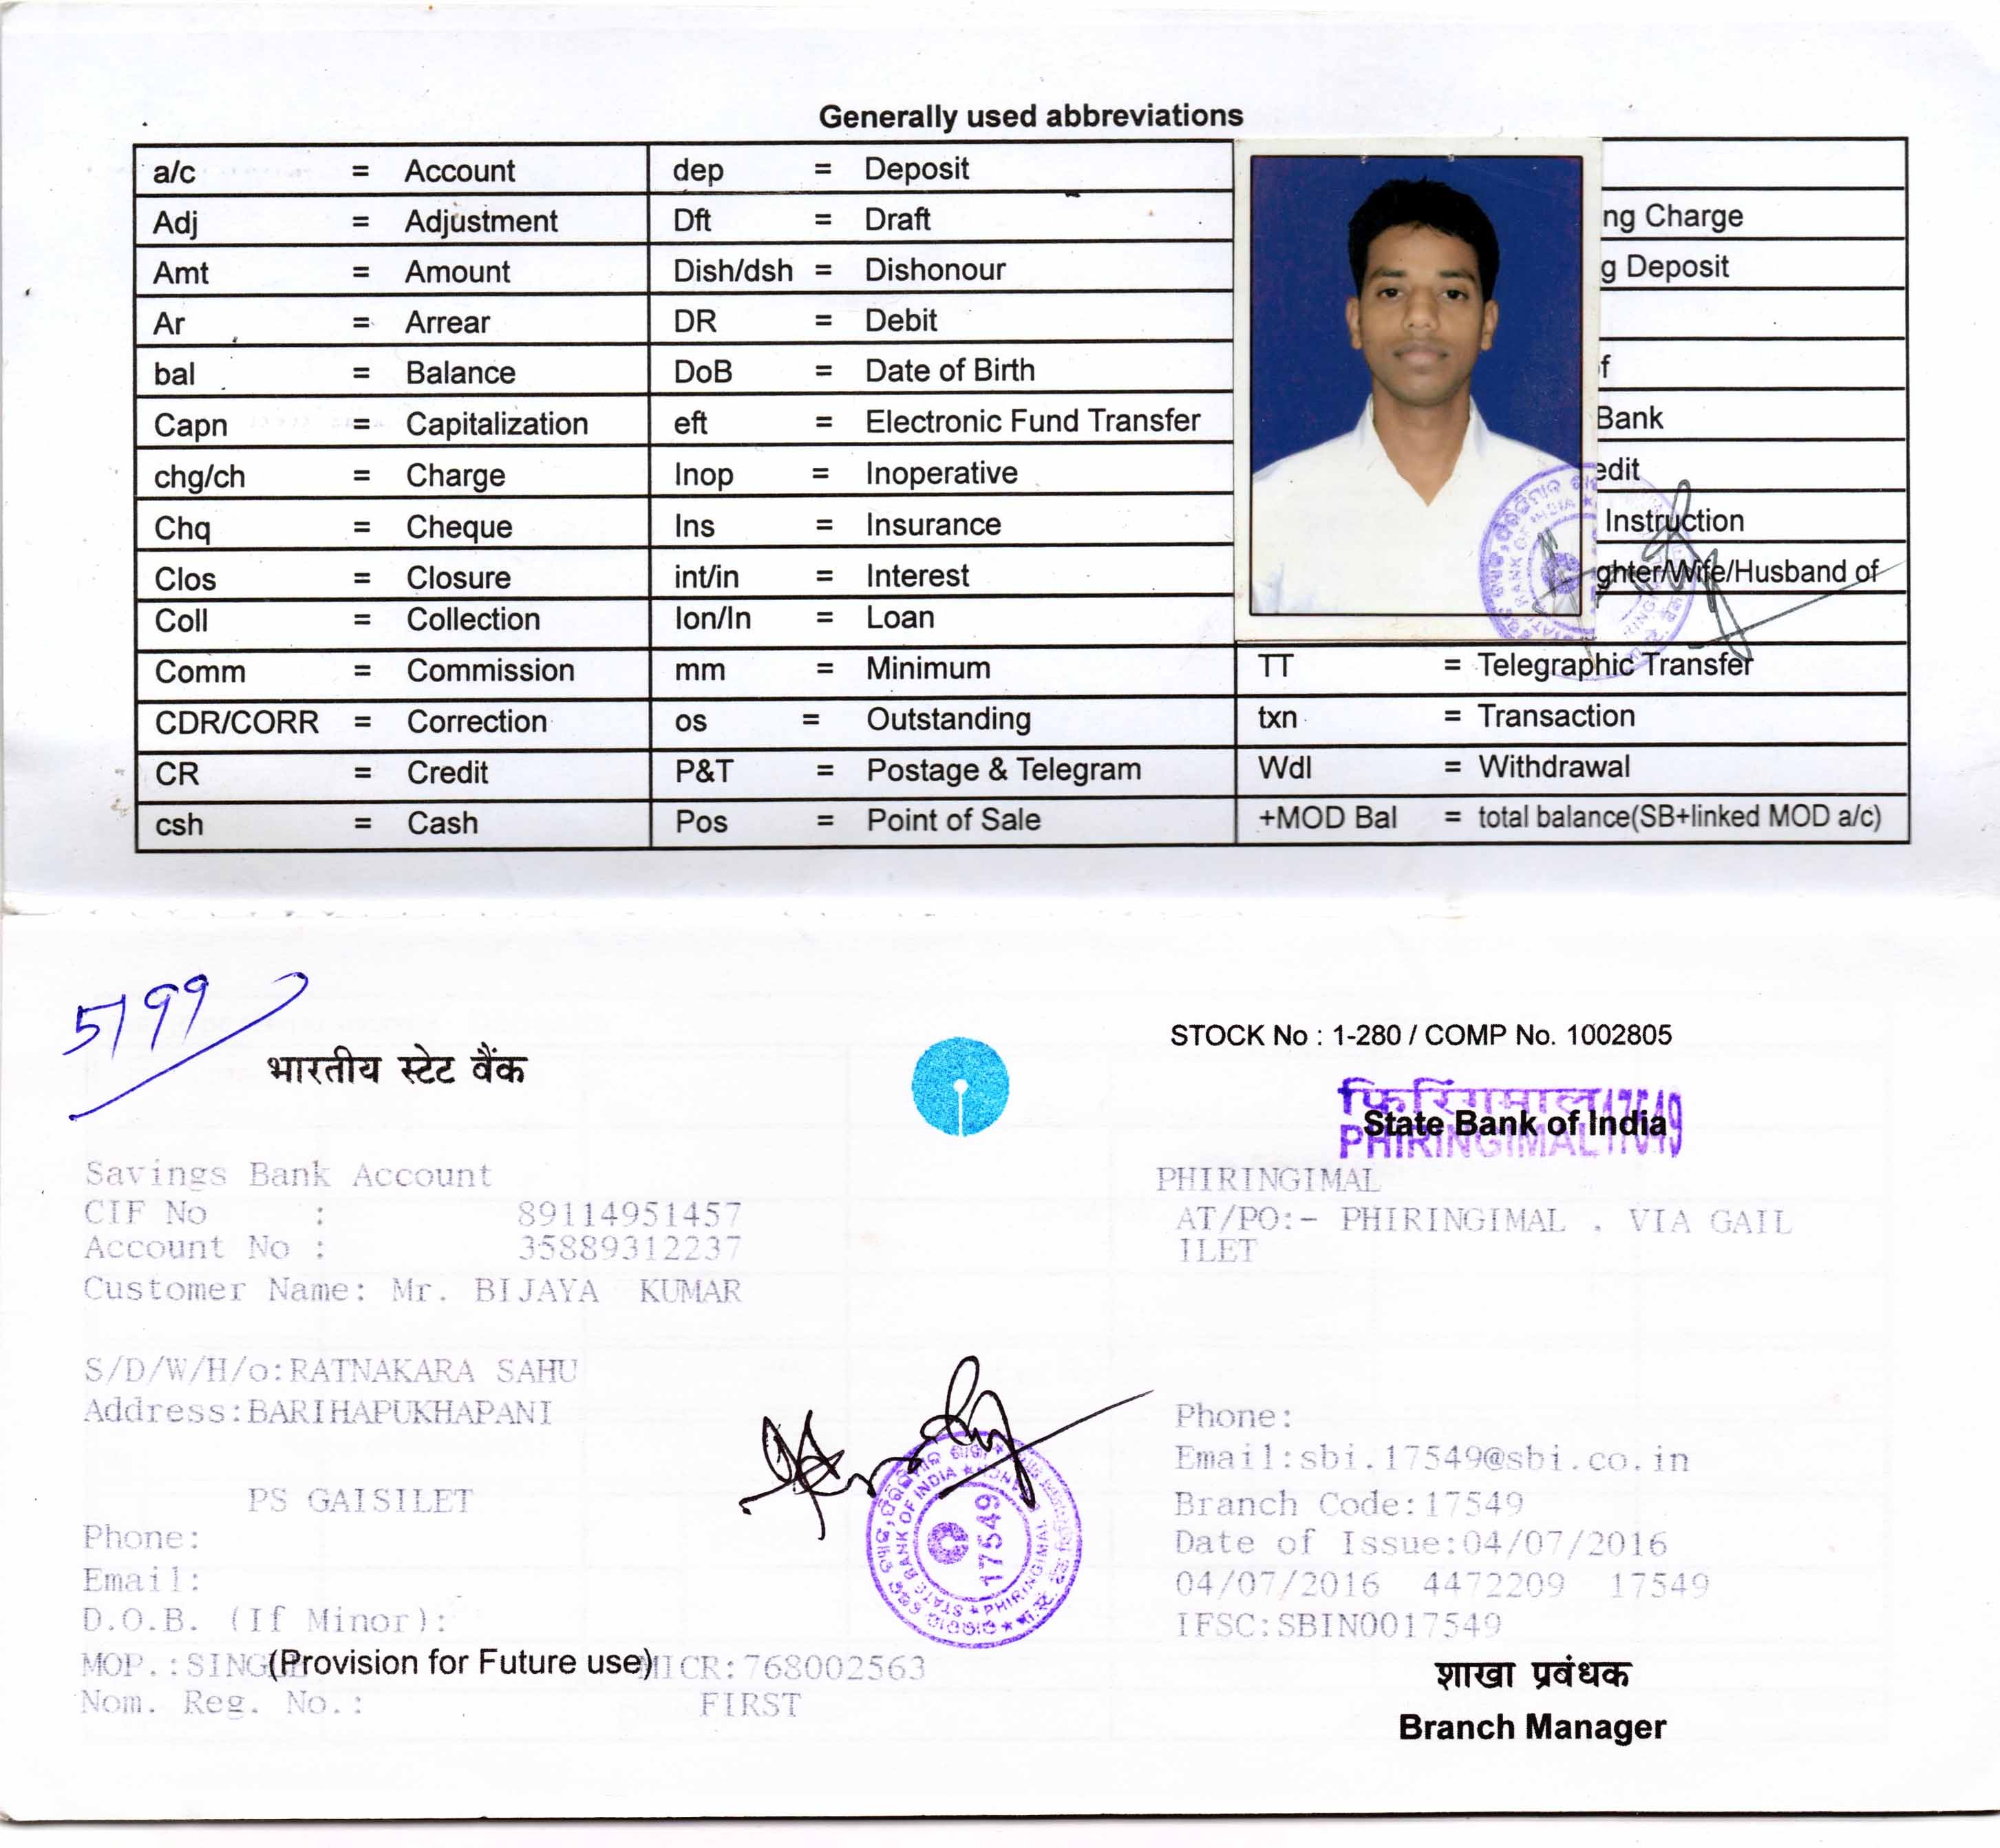 Generally used abbreviations
a/c = Account dep = Deposit
Adj = Adjustment Dft = Draft ng Charge
Amt = Amount Dish/dsh = Dishonour g Deposit
Ar = Arrear DR = Debit
bal = Balance DoB = Date of Birth f
Capn = Capitalization eft = Electronic Fund Transfer Bank
chg/ch = Charge Inop = Inoperative edit
Chq = Cheque Ins = Insurance Instruction
Clos = Closure int/in = Interest ghter/Wife/Husband of
Coll = Collection lon/ln = Loan
Comm = Commission mm = Minimum TT = Telegraphic Transfer
CDR/CORR = Correction os = Outstanding txn = Transaction
CR = Credit P&T = Postage & Telegram Wdl = Withdrawal
csh = Cash Pos = Point of Sale +MOD Bal = total balance(SB+linked MOD a/c)
5199
भारतीय स्टेट बैंक
STOCK No : 1-280 / COMP No. 1002805
फिरिंगमाल 17549
State Bank of India
PHIRINGIMAL 17549
Savings Bank Account
CIF No : 89114951457
Account No : 35889312237
Customer Name: Mr. BIJAYA KUMAR
S/D/W/H/o:RATNAKARA SAHU
Address:BARIHAPUKHAPANI
PS GAISILET
Phone:
Email:
D.O.B. (If Minor):
MOP.:SINGLE (Provision for Future use) MICR:768002563
Nom. Reg. No.: FIRST
STATE BANK OF INDIA
17549
PHIRINGIMAL
PHIRINGIMAL
AT/PO:- PHIRINGIMAL , VIA GAIL
ILET
Phone:
Email:sbi.17549@sbi.co.in
Branch Code:17549
Date of Issue:04/07/2016
04/07/2016 4472209 17549
IFSC:SBIN0017549
शाखा प्रबंधक
Branch Manager